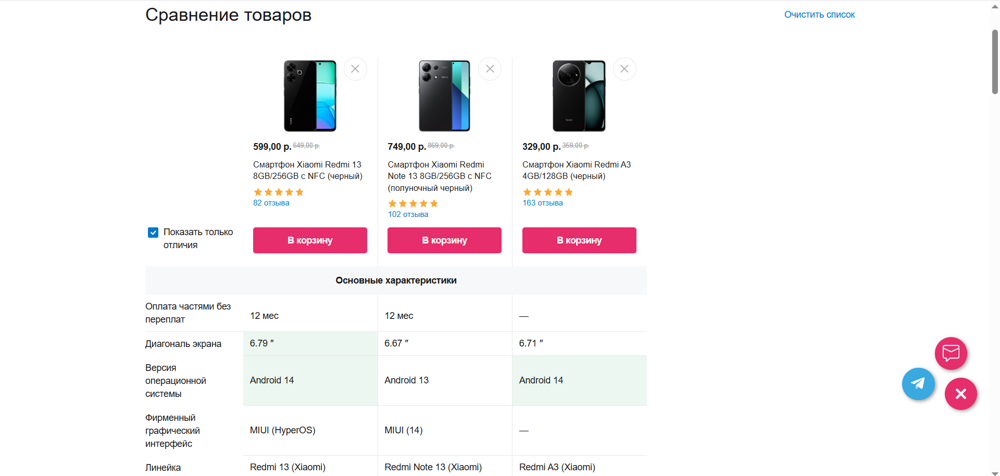 Сравнение товаров
Очистить список
599,00 р. 649,00 р.
Смартфон Xiaomi Redmi 13
8GB/256GB с NFC (черный)
82 отзыва
749,00 р. 869,00 р.
Смартфон Xiaomi Redmi
Note 13 8GB/256GB с NFC
(полуночный черный)
102 отзыва
Redmi
329,00 р. 359,00 р.
Смартфон Xiaomi Redmi A3
4GB/128GB (черный)
163 отзыва
Показать только
отличия
В корзину
В корзину
В корзину
Основные характеристики
Оплата частями без
переплат
12 мес
12 мес
—
Диагональ экрана
6.79 ″
6.67 ″
6.71 ″
Версия
операционной
системы
Android 14
Android 13
Android 14
Фирменный
графический
интерфейс
MIUI (HyperOS)
MIUI (14)
—
Линейка
Redmi 13 (Xiaomi)
Redmi Note 13 (Xiaomi)
Redmi A3 (Xiaomi)